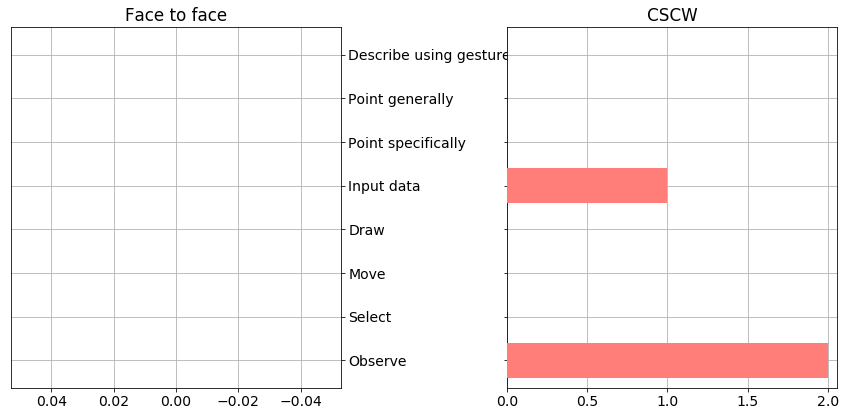 Face to face
CSCW
Describe using gesture
Point generally
Point specifically
Input data
Draw
Move
Select
Observe
0.04 0.02 0.00 −0.02 −0.04
0.0 0.5 1.0 1.5 2.0